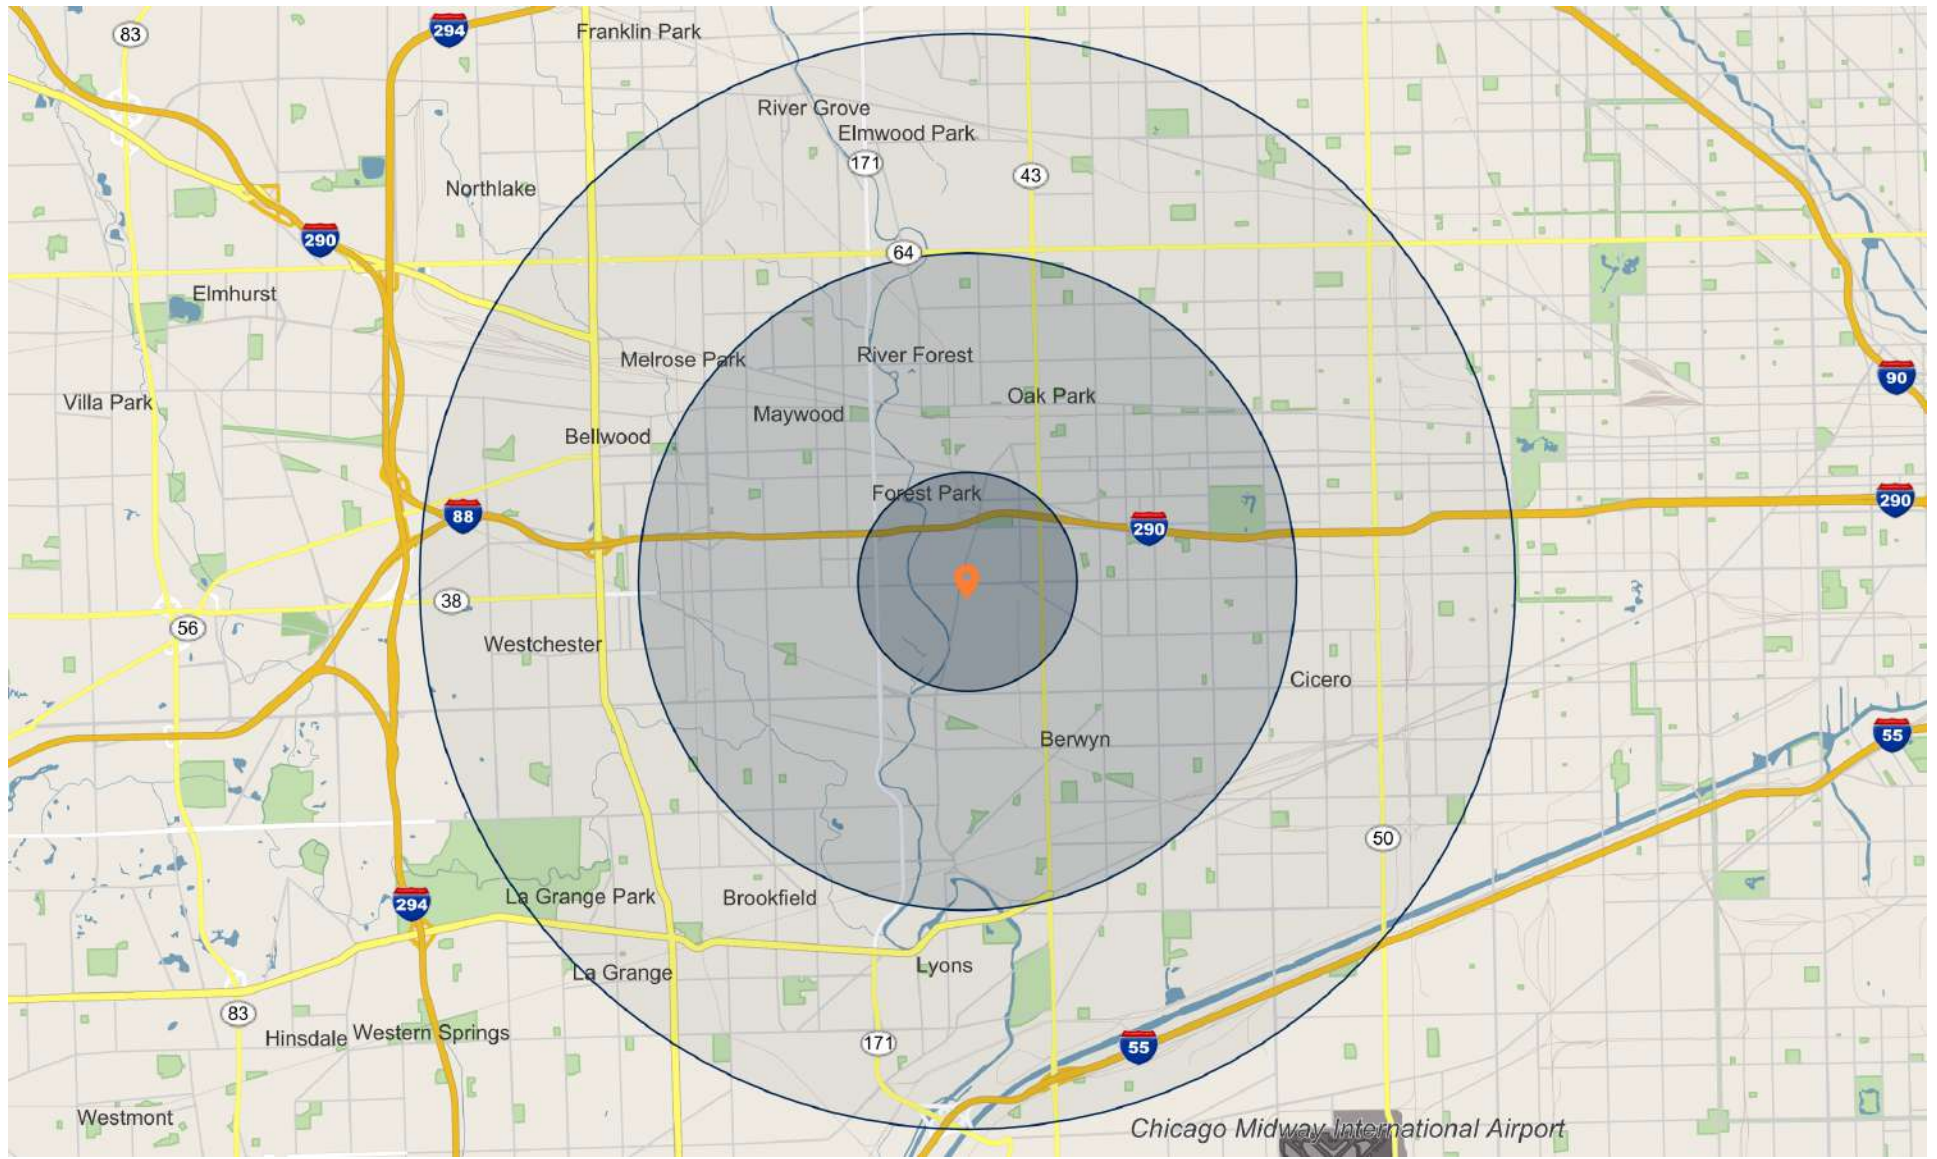 83
294
Franklin Park
River Grove
Elmwood Park
171
43
Northlake
290
64
Elmhurst
Melrose Park
River Forest
90
Villa Park
Oak Park
Maywood
Bellwood
Forest Park
88
290
290
38
56
Westchester
Cicero
55
Berwyn
50
294
La Grange Park
Brookfield
La Grange
Lyons
83
Hinsdale
Western Springs
171
55
Westmont
Chicago Midway International Airport